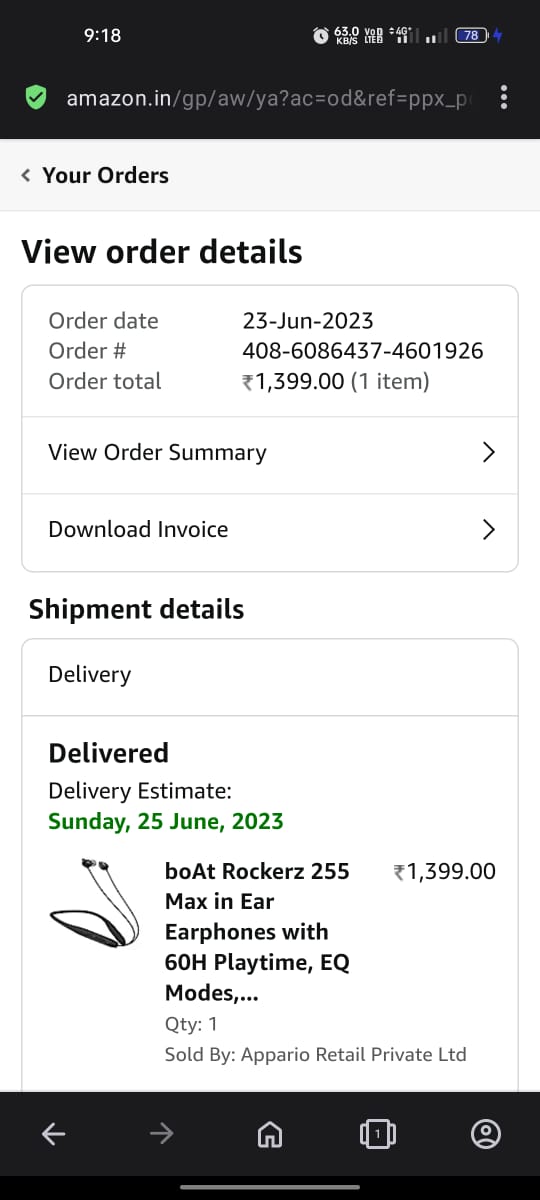 9:18
63.0 KB/S
VoD LTE
4G+
78
amazon.in/gp/aw/ya?ac=od&ref=ppx_p
Your Orders
View order details
Order date 23-Jun-2023
Order # 408-6086437-4601926
Order total ₹1,399.00 (1 item)
View Order Summary
Download Invoice
Shipment details
Delivery
Delivered
Delivery Estimate:
Sunday, 25 June, 2023
boAt Rockerz 255 ₹1,399.00
Max in Ear
Earphones with
60H Playtime, EQ
Modes,...
Qty: 1
Sold By: Appario Retail Private Ltd
1